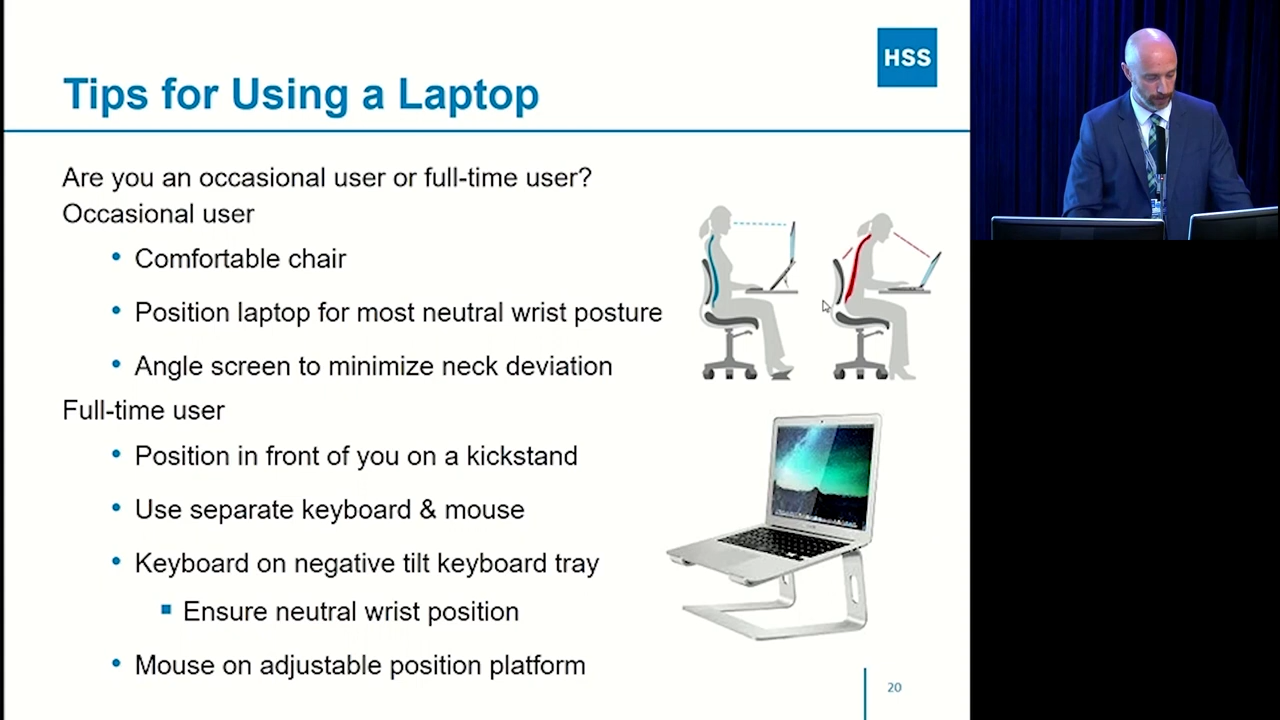 HSS
Tips for Using a Laptop
Are you an occasional user or full-time user?
Occasional user
• Comfortable chair
• Position laptop for most neutral wrist posture
• Angle screen to minimize neck deviation
Full-time user
• Position in front of you on a kickstand
• Use separate keyboard & mouse
• Keyboard on negative tilt keyboard tray
▪ Ensure neutral wrist position
• Mouse on adjustable position platform
20